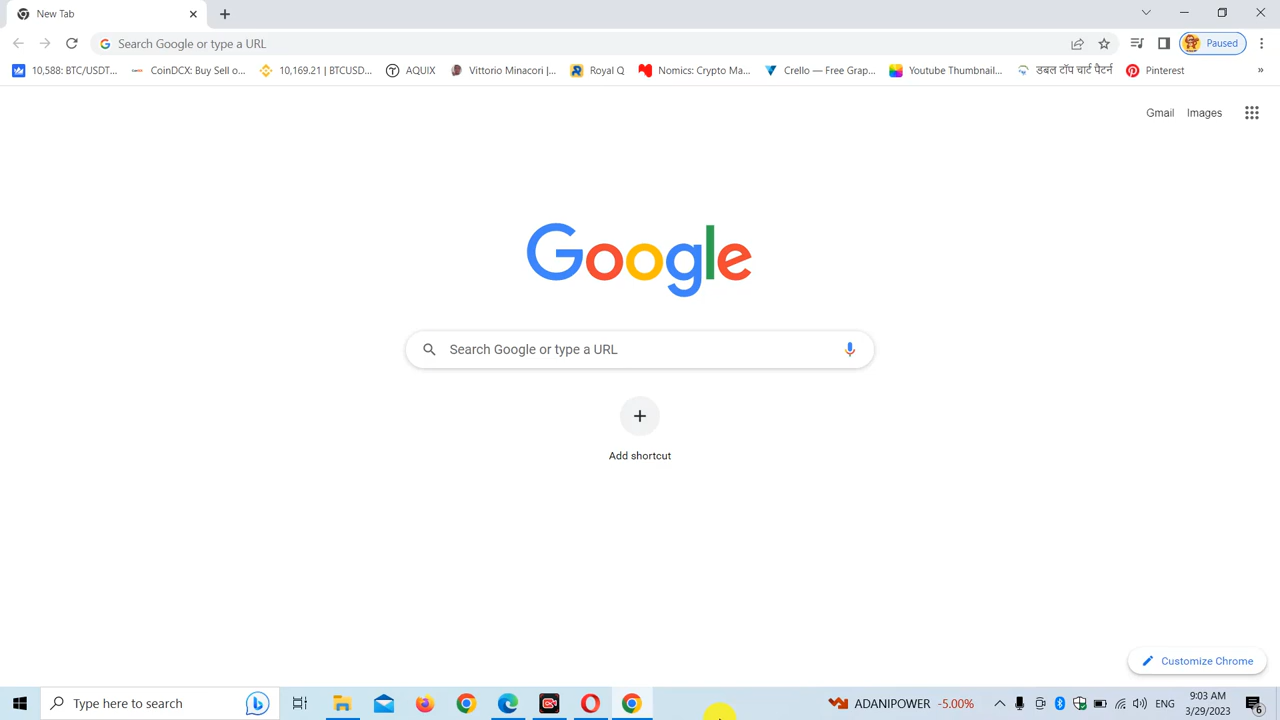 New Tab
Search Google or type a URL
Paused
10,588: BTC/USDT... CoinDCX: Buy Sell o... 10,169.21 | BTCUSD... AQUIX Vittorio Minacori |... Royal Q Nomics: Crypto Ma... Crello — Free Grap... Youtube Thumbnail... डबल टॉप चार्ट पैटर्न Pinterest »
Gmail Images
Google
Search Google or type a URL
Add shortcut
Customize Chrome
Type here to search
ADANIPOWER -5.00%
ENG
9:03 AM
3/29/2023
6